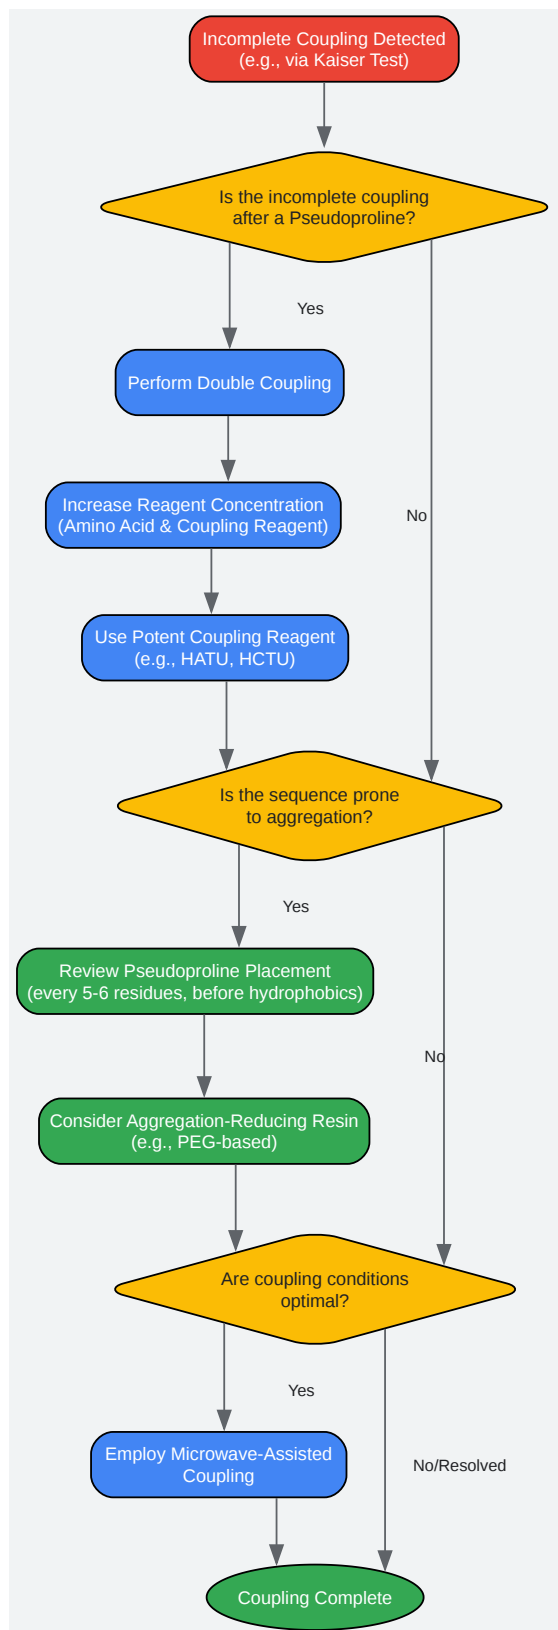 Incomplete Coupling Detected
(e.g., via Kaiser Test)
Is the incomplete coupling
after a Pseudoproline?
Yes
Perform Double Coupling
Increase Reagent Concentration
(Amino Acid & Coupling Reagent)
No
Use Potent Coupling Reagent
(e.g., HATU, HCTU)
Is the sequence prone
to aggregation?
Yes
Review Pseudoproline Placement
(every 5-6 residues, before hydrophobics)
No
Consider Aggregation-Reducing Resin
(e.g., PEG-based)
Are coupling conditions
optimal?
Yes
Employ Microwave-Assisted
Coupling
No/Resolved
Coupling Complete